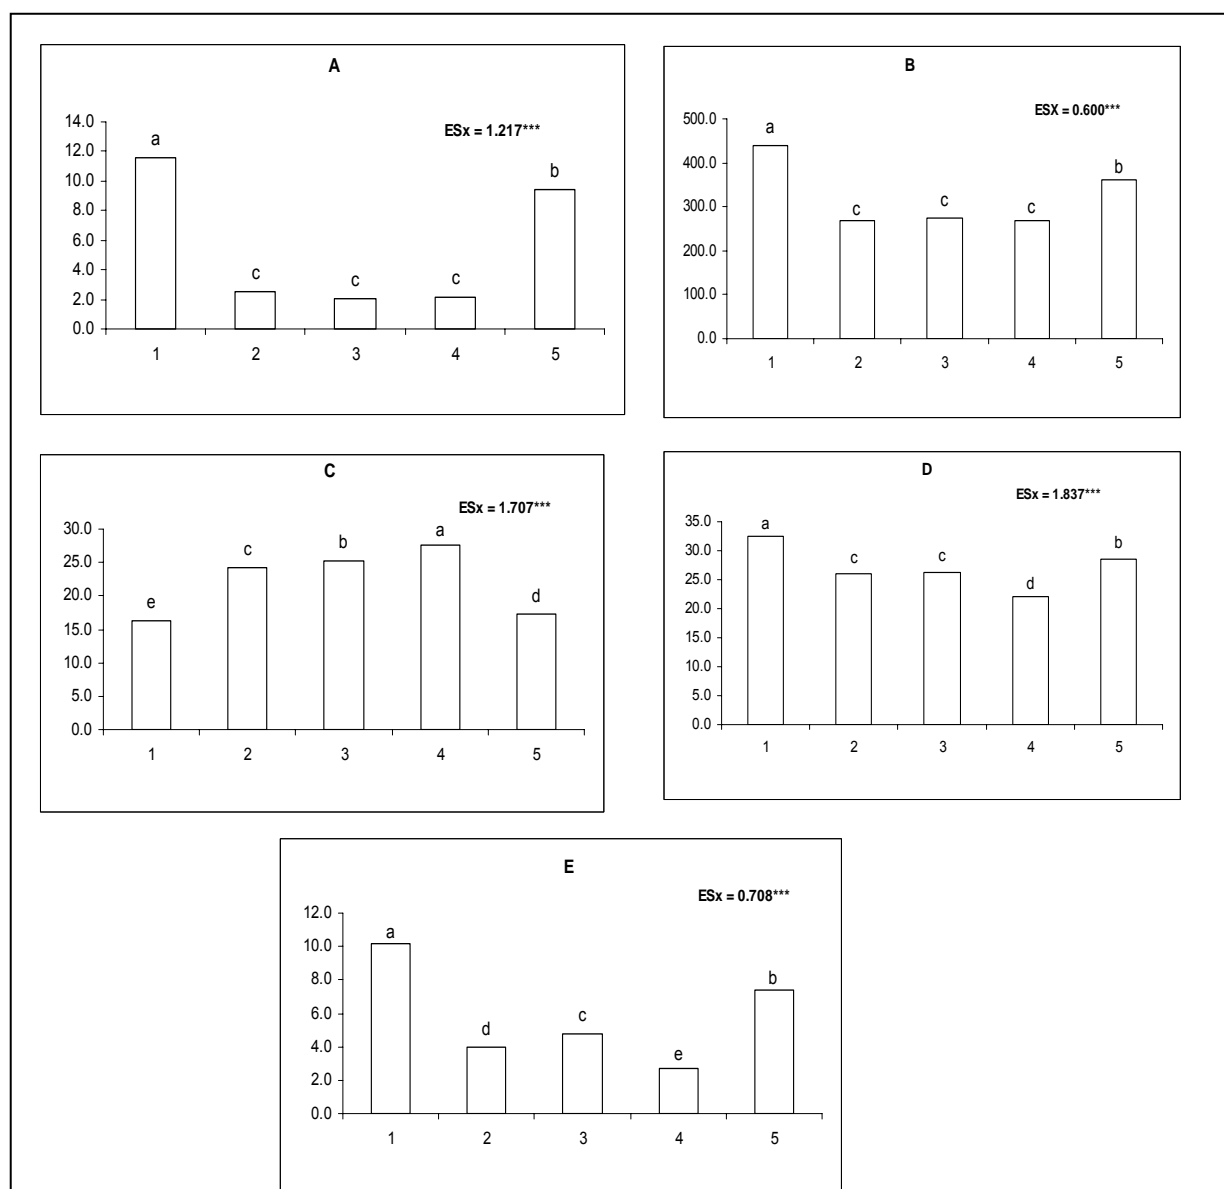 A
ESx = 1.217***
14.0
12.0
10.0
8.0
6.0
4.0
2.0
0.0
a
c
c
c
b
1 2 3 4 5
B
ESX = 0.600***
500.0
400.0
300.0
200.0
100.0
0.0
a
c
c
c
b
1 2 3 4 5
C
ESx = 1.707***
30.0
25.0
20.0
15.0
10.0
5.0
0.0
e
c
b
a
d
1 2 3 4 5
D
ESx = 1.837***
35.0
30.0
25.0
20.0
15.0
10.0
5.0
0.0
a
c
c
d
b
1 2 3 4 5
E
ESx = 0.708***
12.0
10.0
8.0
6.0
4.0
2.0
0.0
a
d
c
e
b
1 2 3 4 5